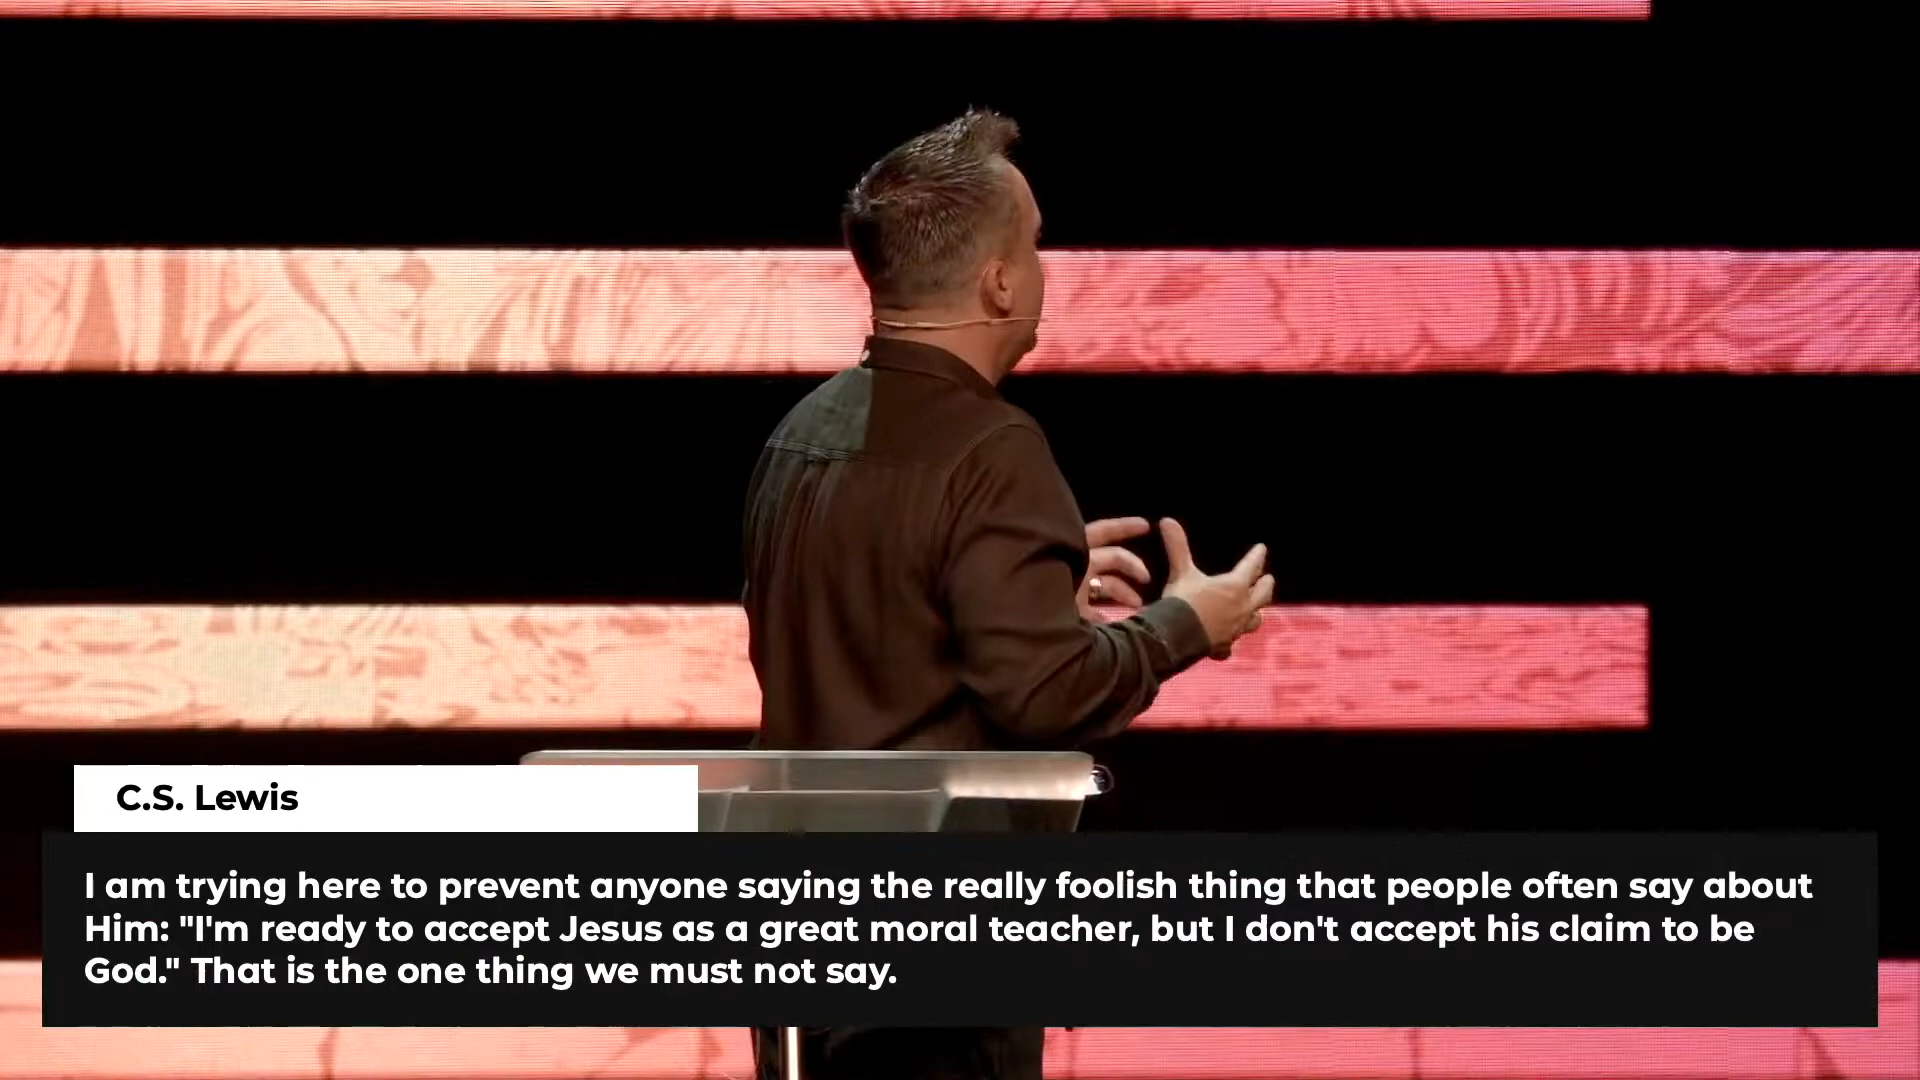 C.S. Lewis
I am trying here to prevent anyone saying the really foolish thing that people often say about
Him: "I'm ready to accept Jesus as a great moral teacher, but I don't accept his claim to be
God." That is the one thing we must not say.